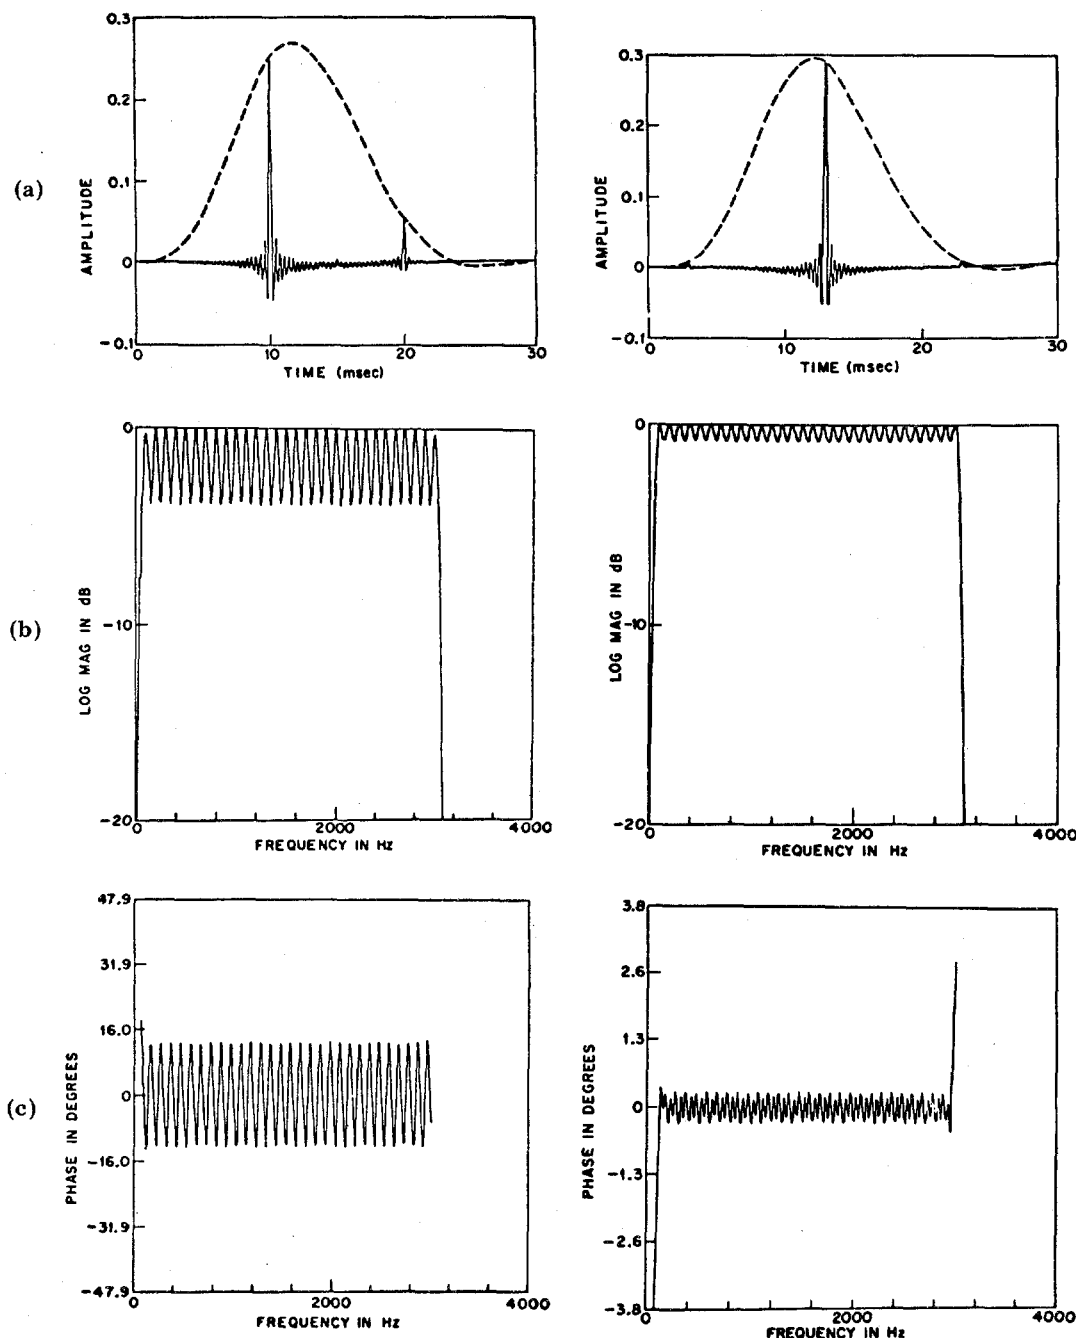 (a)
0.3
0.2
0.1
0
-0.1
AMPLITUDE
0 10 20 30
TIME (msec)
0.3
0.2
0.1
0
-0.1
AMPLITUDE
0 10 20 30
TIME (msec)
(b)
0
-10
-20
LOG MAG IN dB
0 2000 4000
FREQUENCY IN Hz
0
-10
-20
LOG MAG IN dB
0 2000 4000
FREQUENCY IN Hz
(c)
47.9
31.9
16.0
0
-16.0
-31.9
-47.9
PHASE IN DEGREES
0 2000 4000
FREQUENCY IN Hz
3.8
2.6
1.3
0
-1.3
-2.6
-3.8
PHASE IN DEGREES
0 2000 4000
FREQUENCY IN Hz